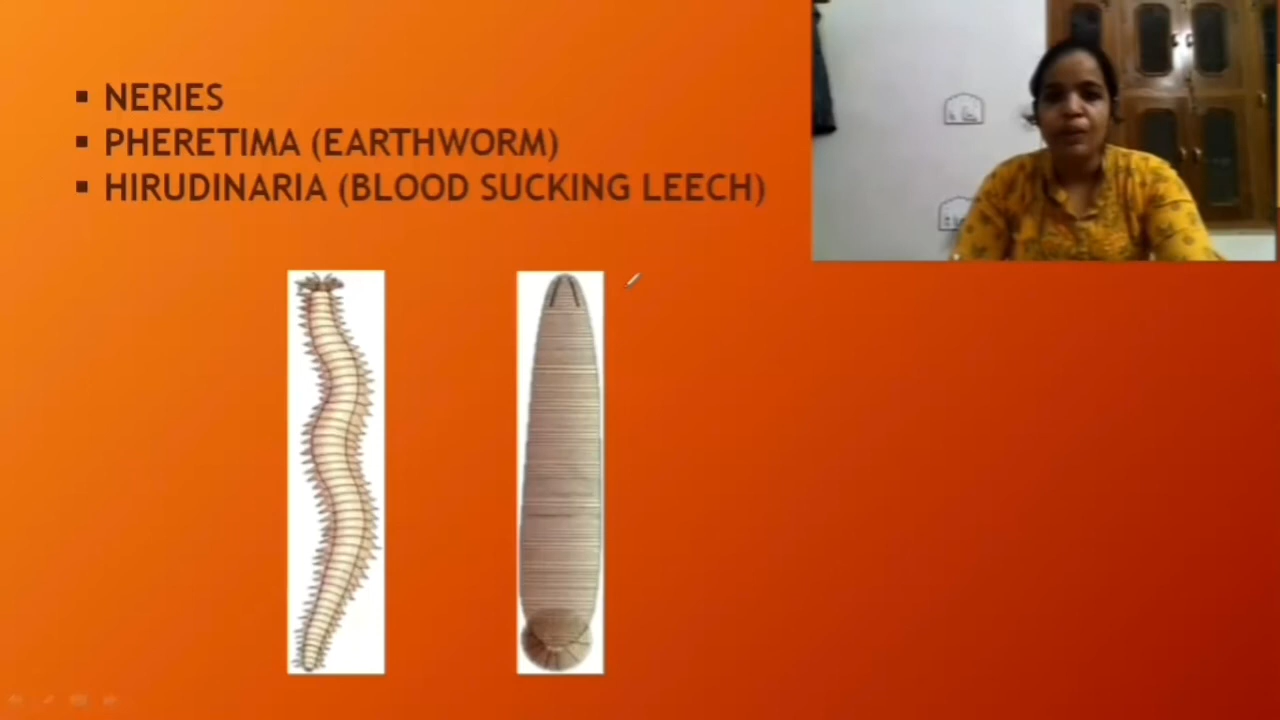 NERIES
PHERETIMA (EARTHWORM)
HIRUDINARIA (BLOOD SUCKING LEECH)